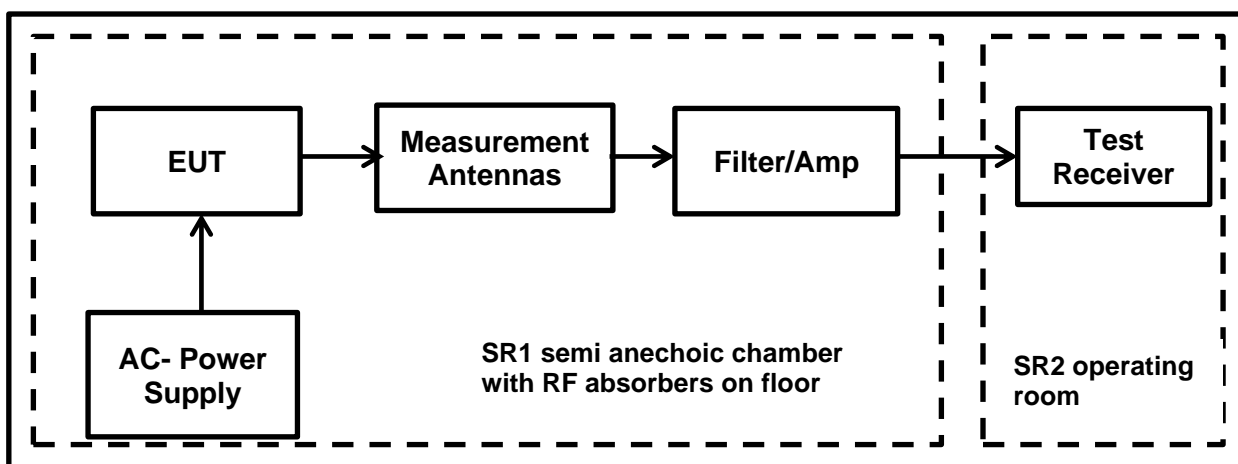 EUT
Measurement
Antennas
Filter/Amp
Test
Receiver
AC- Power
Supply
SR1 semi anechoic chamber
with RF absorbers on floor
SR2 operating
room